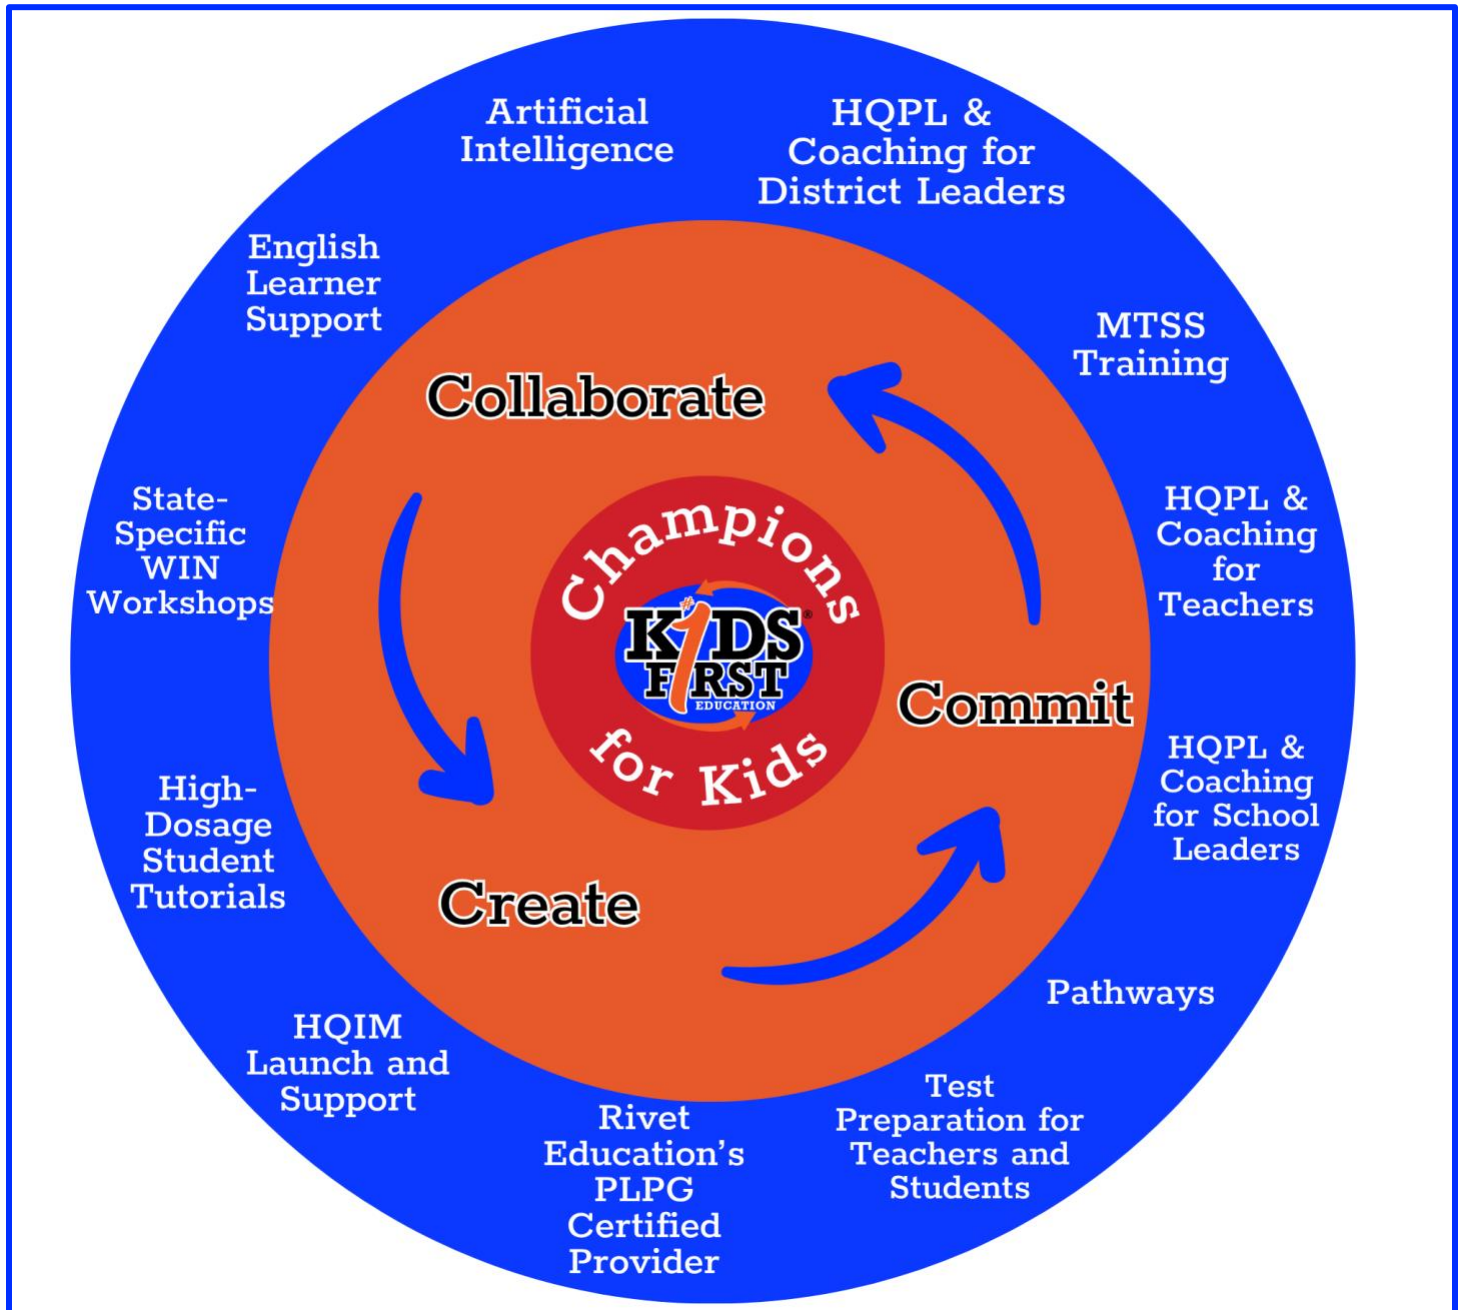 Artificial
Intelligence
HQPL &
Coaching for
District Leaders
MTSS
Training
HQPL &
Coaching
for
Teachers
HQPL &
Coaching
for School
Leaders
Pathways
Test
Preparation for
Teachers and
Students
Rivet
Education’s
PLPG
Certified
Provider
HQIM
Launch and
Support
High-
Dosage
Student
Tutorials
State-
Specific
WIN
Workshops
English
Learner
Support
Collaborate
Create
Commit
Champions
for Kids
#
K1DS®
FIRST
EDUCATION